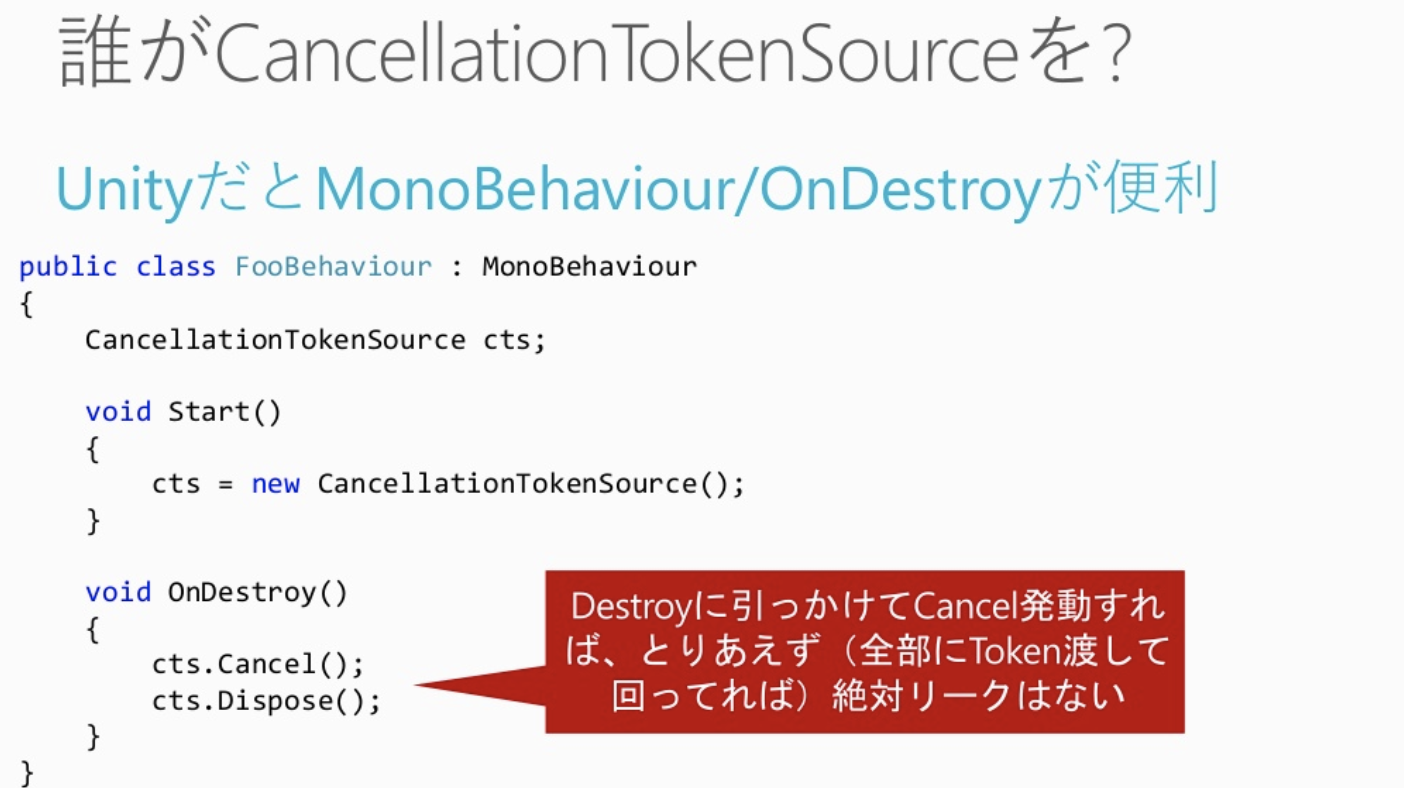 誰がCancellationTokenSourceを?
UnityだとMonoBehaviour/OnDestroyが便利
public class FooBehaviour : MonoBehaviour
{
    CancellationTokenSource cts;
    void Start()
    {
        cts = new CancellationTokenSource();
    }
    void OnDestroy()
    {
        cts.Cancel();
        cts.Dispose();
    }
}
Destroyに引っかけてCancel発動すれ
ば、とりあえず（全部にToken渡して
回ってれば）絶対リークはない